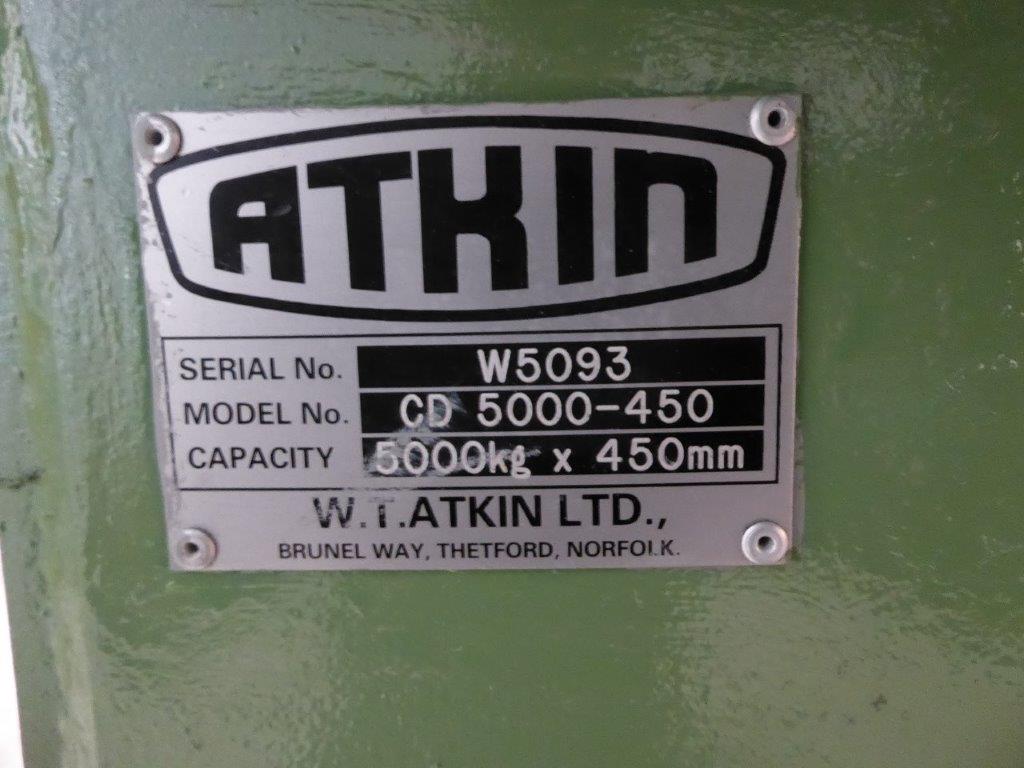 ATKIN
SERIAL No. W5093
MODEL No. CD 5000-450
CAPACITY 5000kg x 450mm
W.T.ATKIN LTD.,
BRUNEL WAY, THETFORD, NORFOLK.